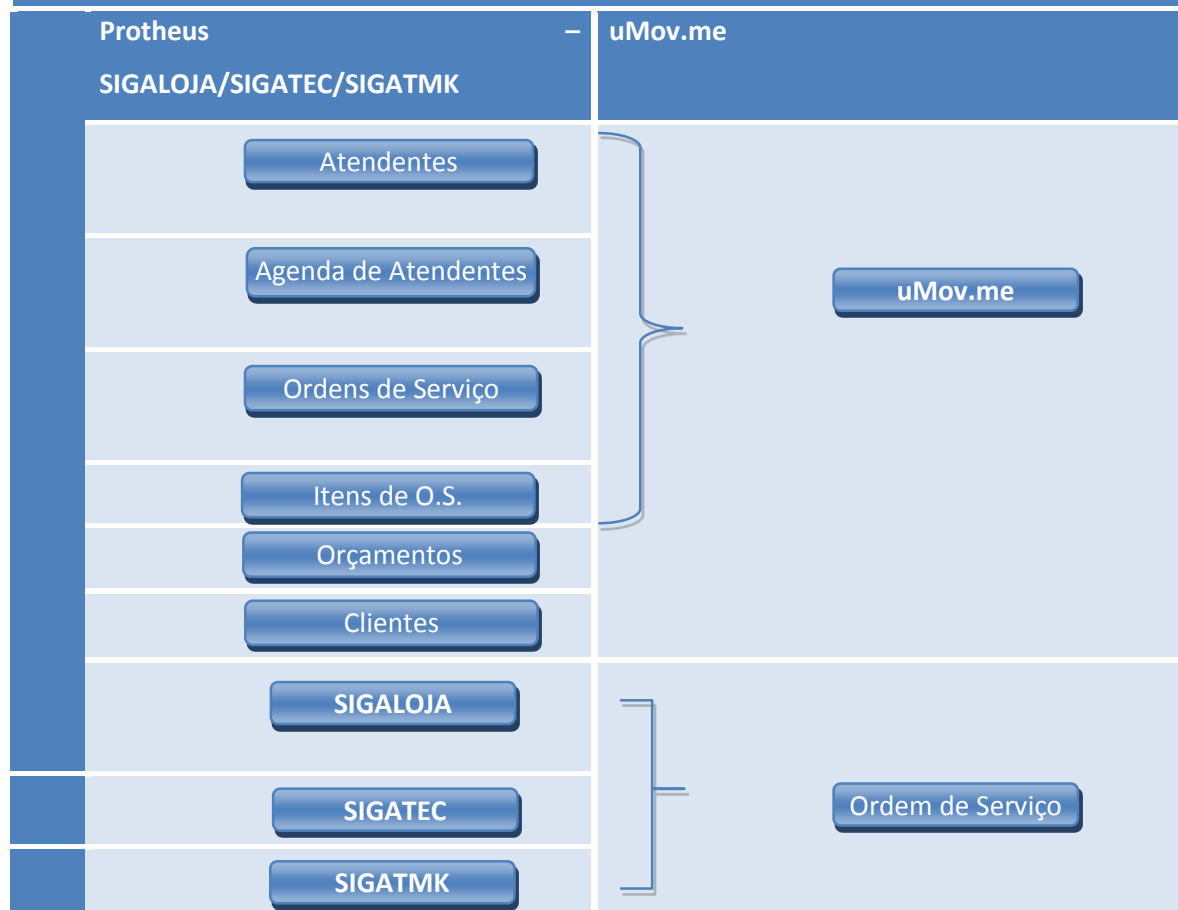 Protheus –
SIGALOJA/SIGATEC/SIGATMK
uMov.me
Atendentes
Agenda de Atendentes
uMov.me
Ordens de Serviço
Itens de O.S.
Orçamentos
Clientes
SIGALOJA
SIGATEC
Ordem de Serviço
SIGATMK